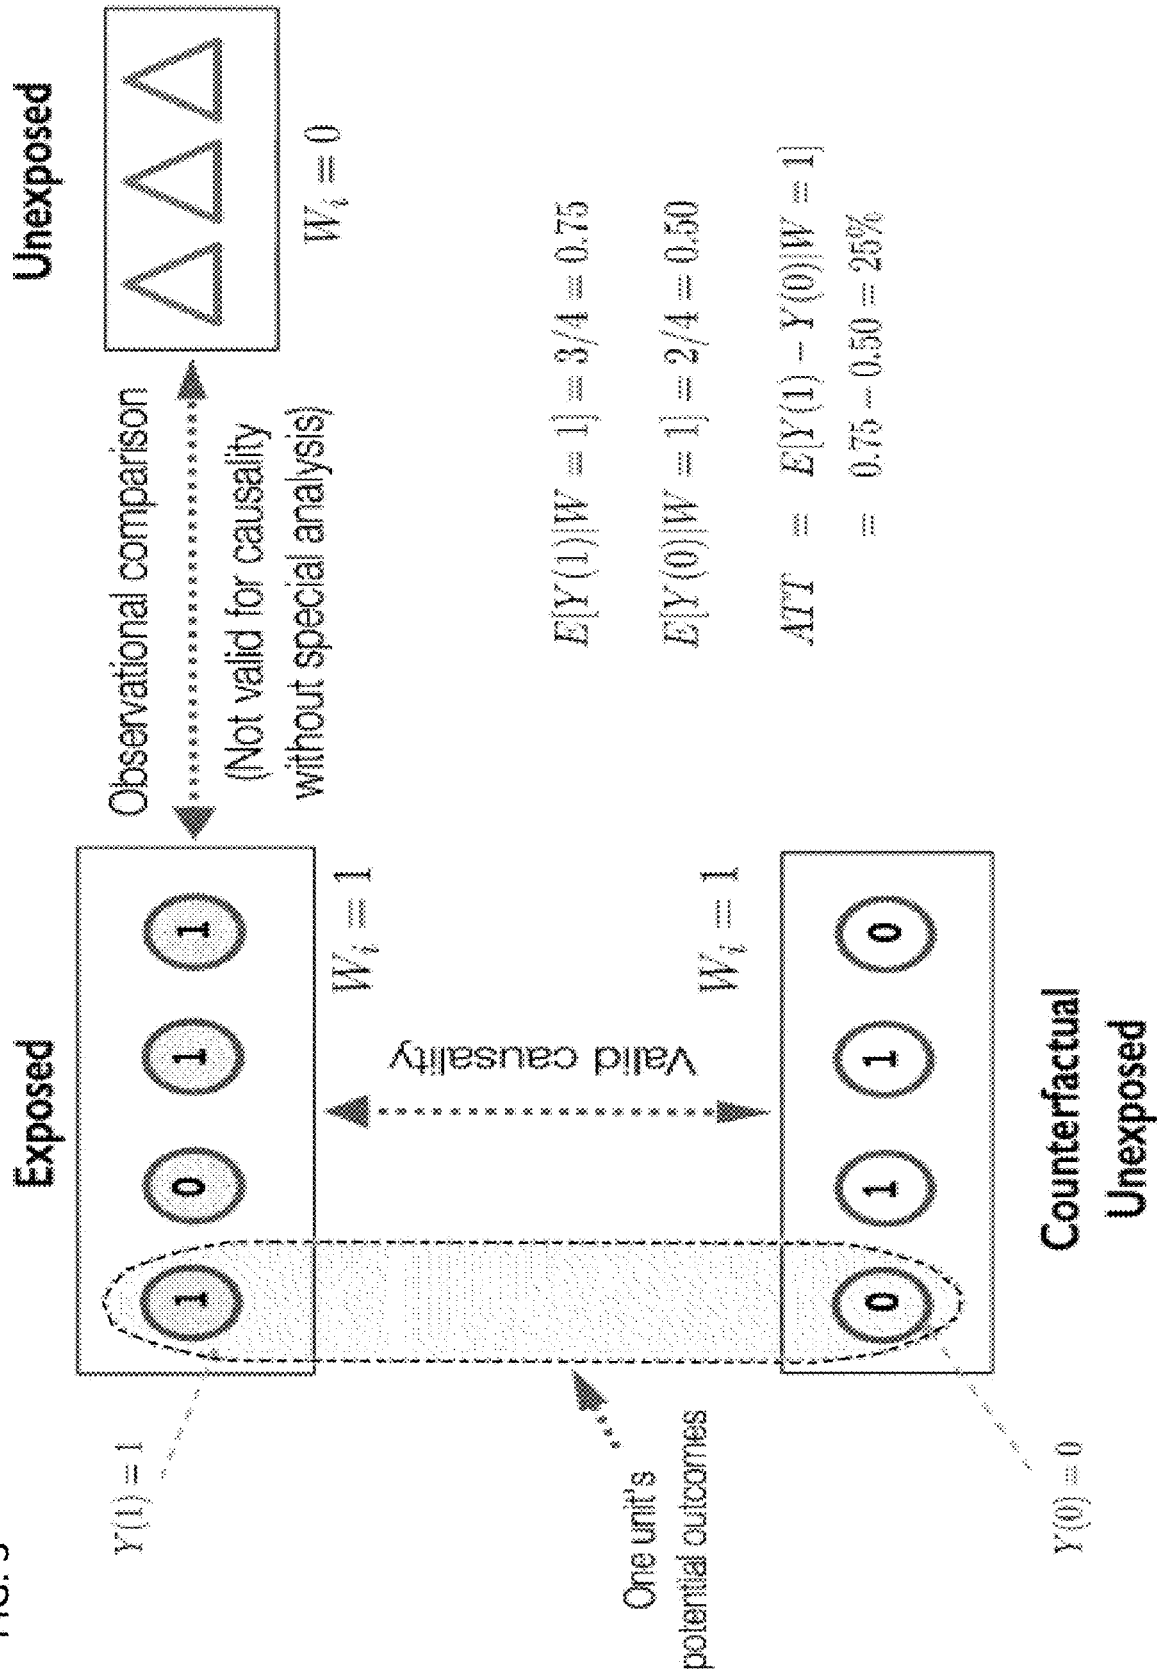 FIG. 3
Exposed
Unexposed
Y(1) = 1
1
0
1
1
Observational comparison
(Not valid for causality
without special analysis)
W_i = 1
W_i = 0
Valid causality
One unit's
potential outcomes
W_i = 1
0
1
1
0
Y(0) = 0
Counterfactual
Unexposed
E[Y(1)|W = 1] = 3/4 = 0.75
E[Y(0)|W = 1] = 2/4 = 0.50
ATT = E[Y(1) − Y(0)|W = 1]
= 0.75 − 0.50 = 25%